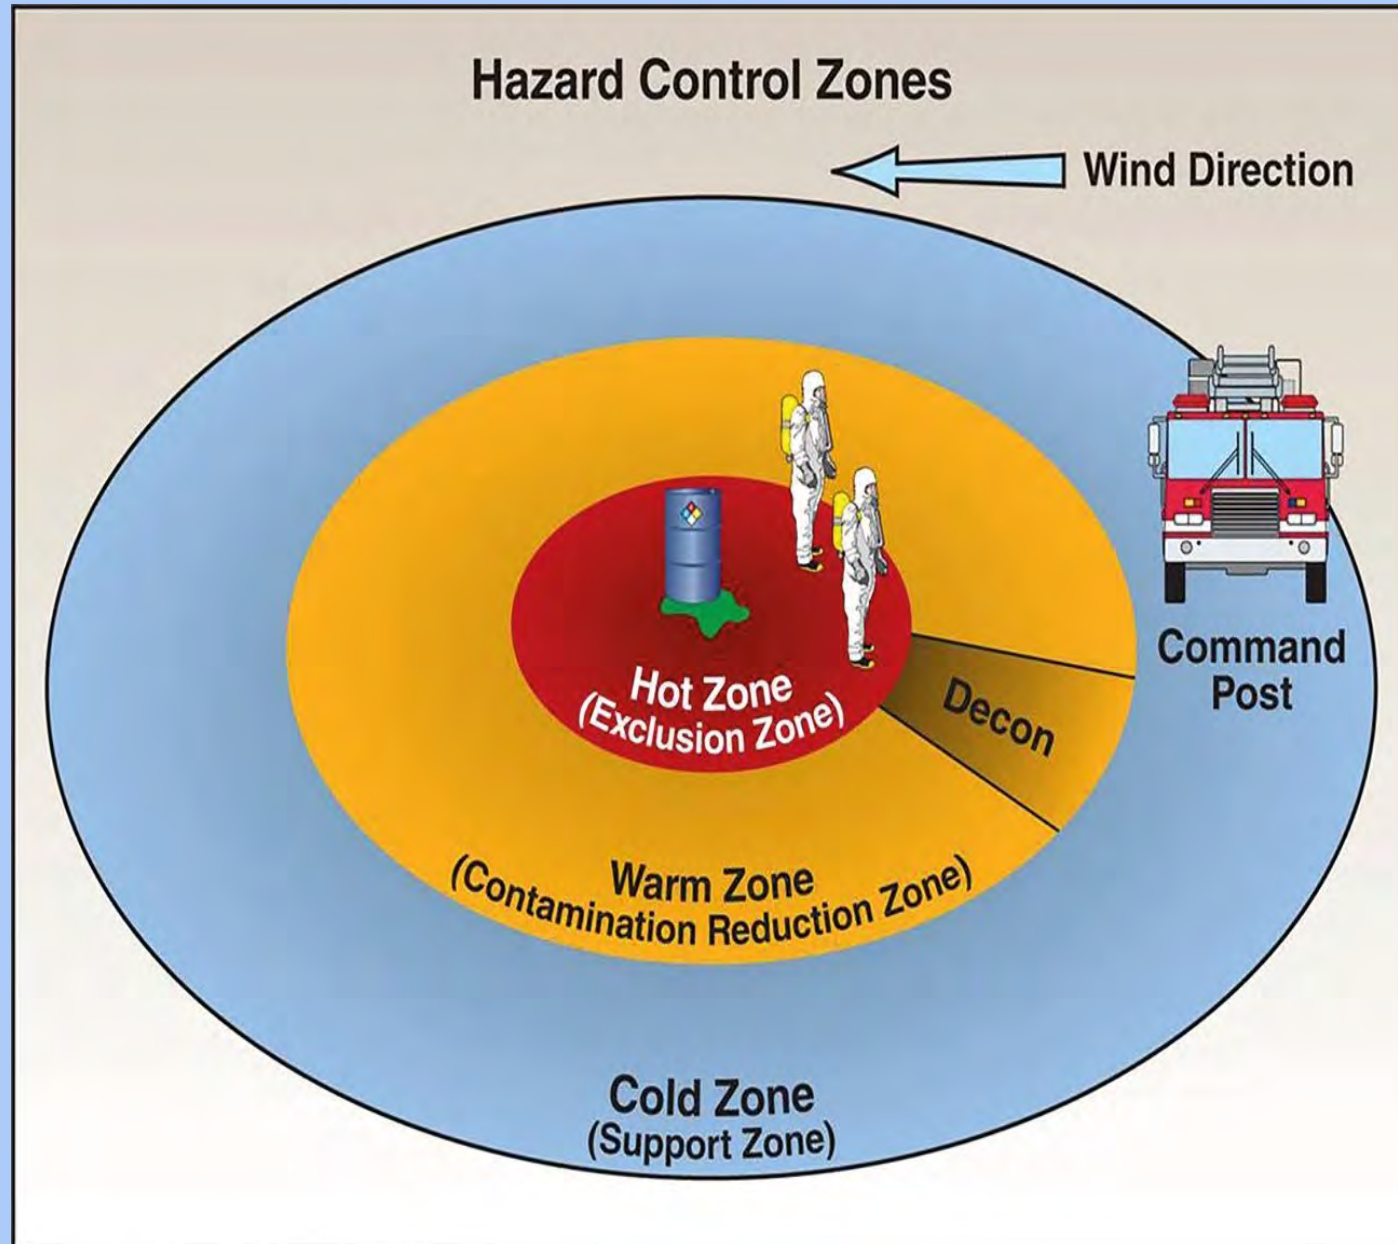 Hazard Control Zones
Wind Direction
Command
Post
Hot Zone
(Exclusion Zone)
Decon
Warm Zone
(Contamination Reduction Zone)
Cold Zone
(Support Zone)